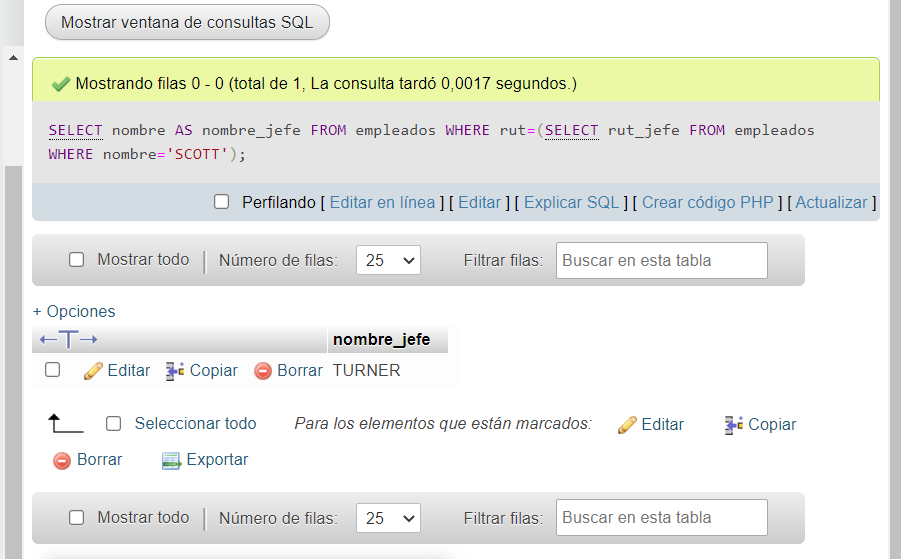 Mostrar ventana de consultas SQL
Mostrando filas 0 - 0 (total de 1, La consulta tardó 0,0017 segundos.)
SELECT nombre AS nombre_jefe FROM empleados WHERE rut=(SELECT rut_jefe FROM empleados
WHERE nombre='SCOTT');
Perfilando [ Editar en línea ] [ Editar ] [ Explicar SQL ] [ Crear código PHP ] [ Actualizar ]
Mostrar todo Número de filas: 25 Filtrar filas: Buscar en esta tabla
+ Opciones
nombre_jefe
Editar Copiar Borrar TURNER
Seleccionar todo Para los elementos que están marcados: Editar Copiar
Borrar Exportar
Mostrar todo Número de filas: 25 Filtrar filas: Buscar en esta tabla